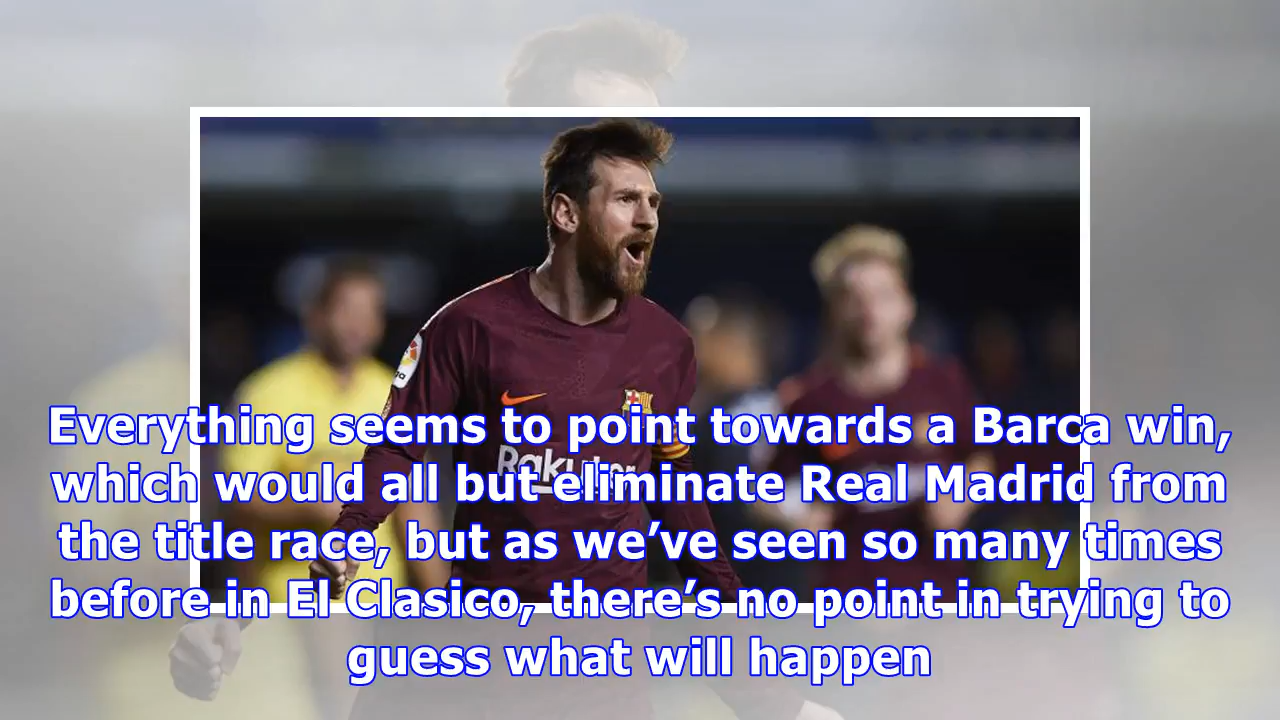 Everything seems to point towards a Barca win,
which would all but eliminate Real Madrid from
the title race, but as we’ve seen so many times
before in El Clasico, there’s no point in trying to
guess what will happen
Rakuten